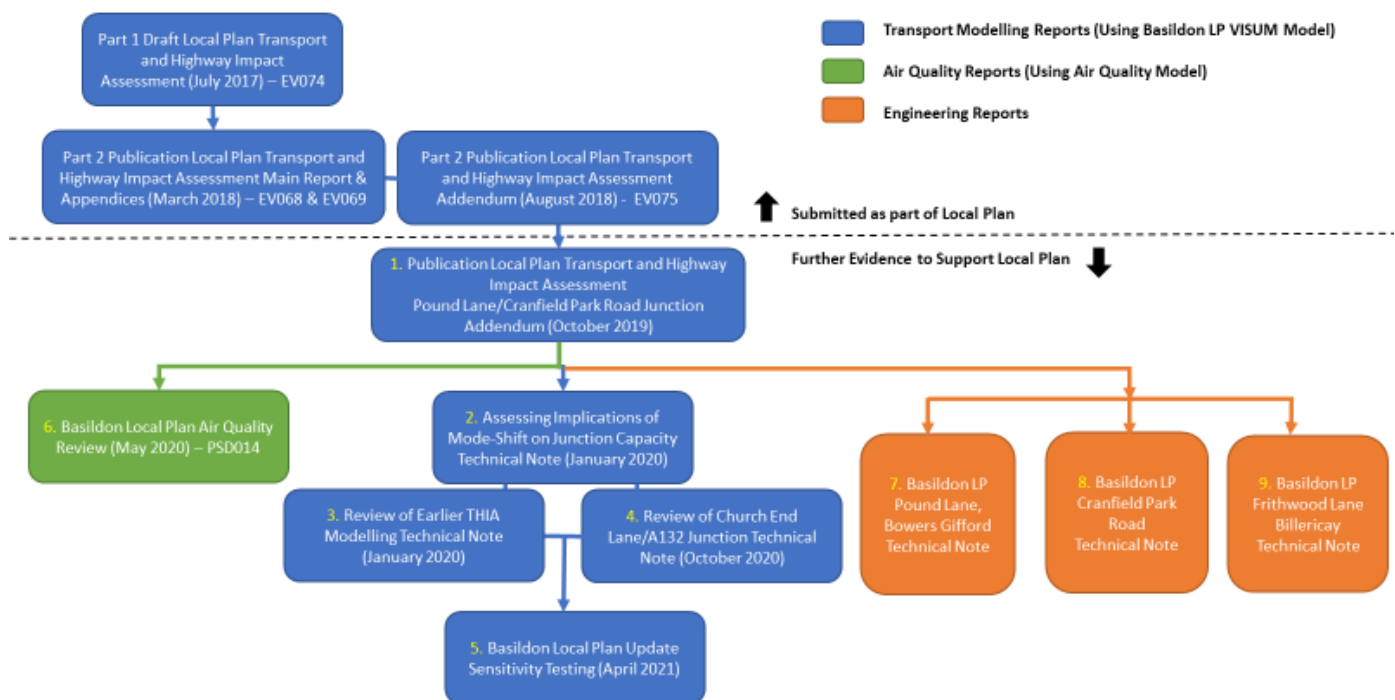 Part 1 Draft Local Plan Transport
and Highway Impact
Assessment (July 2017) – EV074
Transport Modelling Reports (Using Basildon LP VISUM Model)
Air Quality Reports (Using Air Quality Model)
Engineering Reports
Part 2 Publication Local Plan Transport and
Highway Impact Assessment Main Report &
Appendices (March 2018) – EV068 & EV069
Part 2 Publication Local Plan Transport
and Highway Impact Assessment
Addendum (August 2018) - EV075
Submitted as part of Local Plan
Further Evidence to Support Local Plan
1. Publication Local Plan Transport and Highway
Impact Assessment
Pound Lane/Cranfield Park Road Junction
Addendum (October 2019)
6. Basildon Local Plan Air Quality
Review (May 2020) – PSD014
2. Assessing Implications of
Mode-Shift on Junction Capacity
Technical Note (January 2020)
3. Review of Earlier THIA
Modelling Technical Note
(January 2020)
4. Review of Church End
Lane/A132 Junction Technical
Note (October 2020)
5. Basildon Local Plan Update
Sensitivity Testing (April 2021)
7. Basildon LP
Pound Lane,
Bowers Gifford
Technical Note
8. Basildon LP
Cranfield Park
Road
Technical Note
9. Basildon LP
Frithwood Lane
Billericay
Technical Note